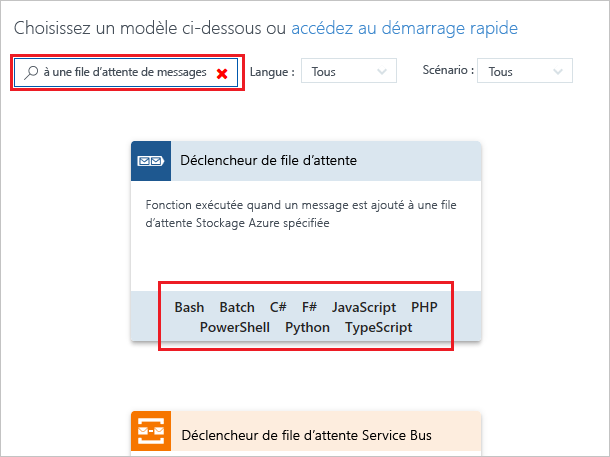 Choisissez un modèle ci-dessous ou accédez au démarrage rapide
à une file d'attente de messages
Langue :
Tous
Scénario :
Tous
Déclencheur de file d'attente
Fonction exécutée quand un message est ajouté à une file
d'attente Stockage Azure spécifiée
Bash Batch C# F# JavaScript PHP
PowerShell Python TypeScript
Déclencheur de file d'attente Service Bus